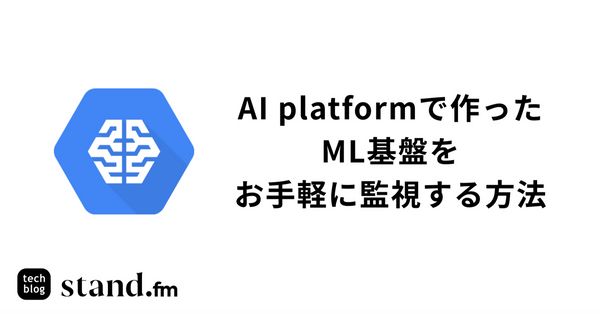 AI platformで作った
ML基盤を
お手軽に監視する方法
tech
blog
stand.fm